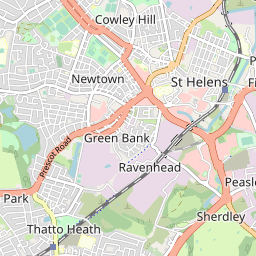 Cowley Hill
Newtown
St Helens
Prescot Road
Green Bank
Ravenhead
Peasle
Park
Sherdley
Thatto Heath